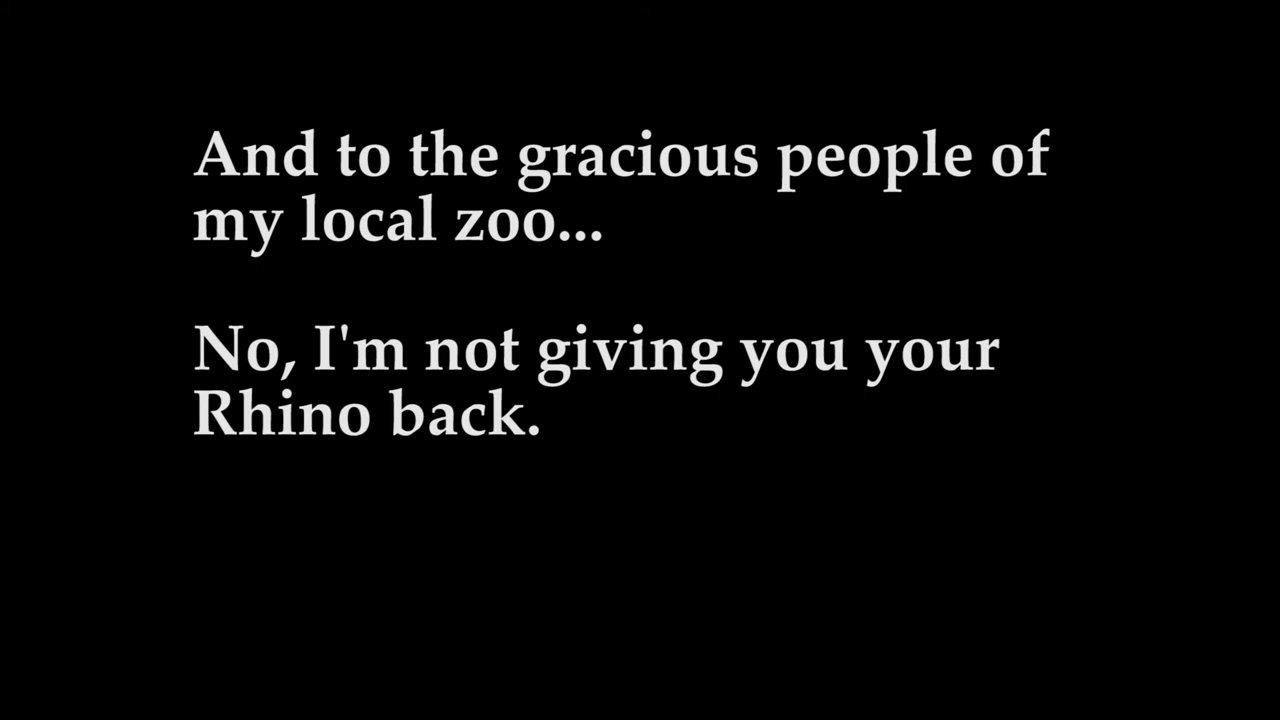 And to the gracious people of
my local zoo...
No, I'm not giving you your
Rhino back.